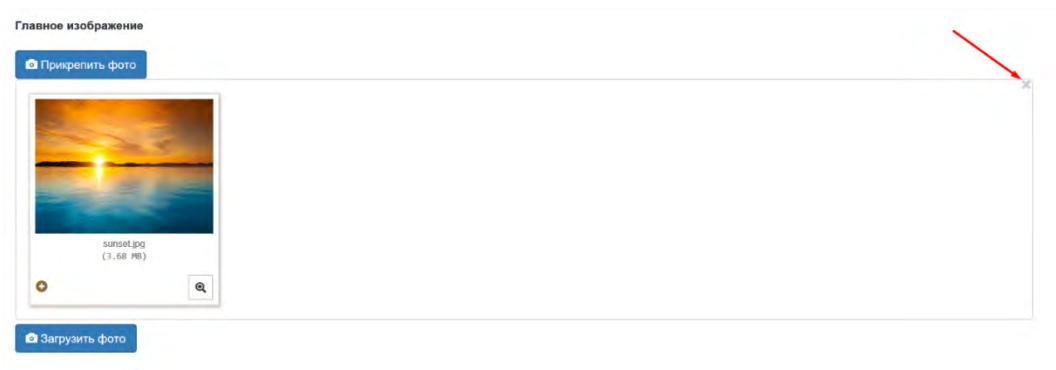 Главное изображение
Прикрепить фото
sunset.jpg
(3.68 MB)
Загрузить фото